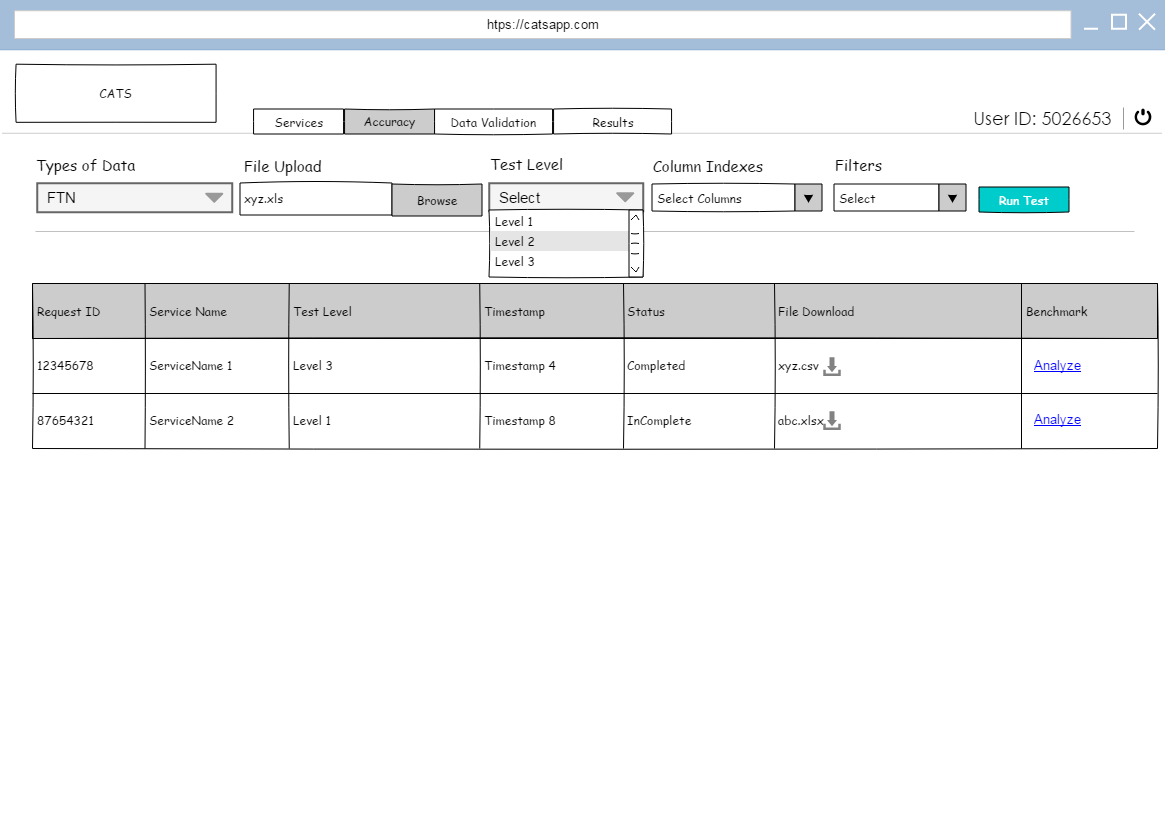 htps://catsapp.com
CATS
Services Accuracy Data Validation Results
User ID: 5026653
Types of Data File Upload Test Level Column Indexes Filters
FTN xyz.xls Browse Select Select Columns Select Run Test
Level 1
Level 2
Level 3
Request ID Service Name Test Level Timestamp Status File Download Benchmark
12345678 ServiceName 1 Level 3 Timestamp 4 Completed xyz.csv Analyze
87654321 ServiceName 2 Level 1 Timestamp 8 InComplete abc.xlsx Analyze